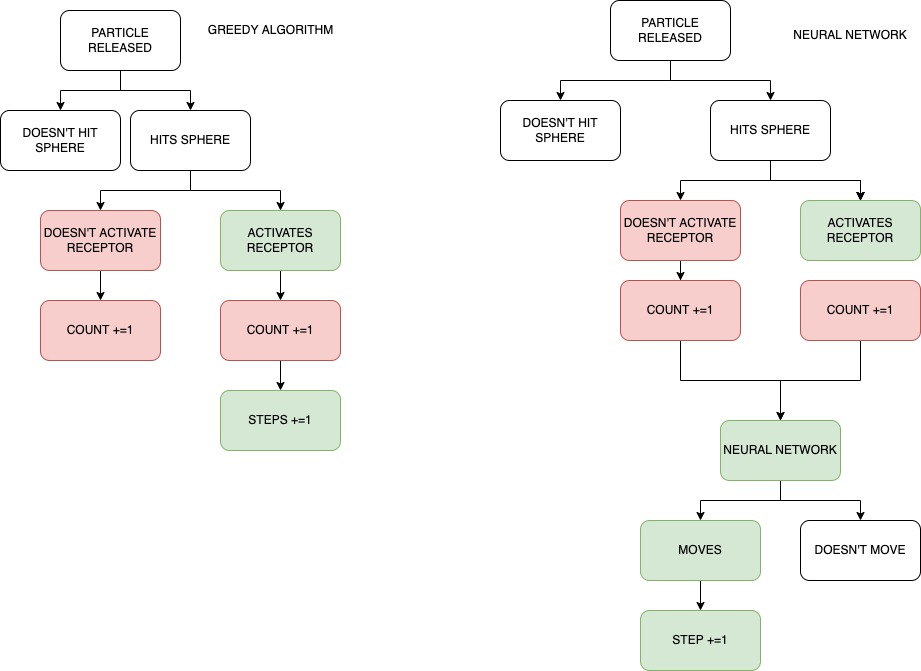 GREEDY ALGORITHM
PARTICLE
RELEASED
DOESN'T HIT
SPHERE
HITS SPHERE
DOESN'T ACTIVATE
RECEPTOR
ACTIVATES
RECEPTOR
COUNT +=1
COUNT +=1
STEPS +=1
NEURAL NETWORK
PARTICLE
RELEASED
DOESN'T HIT
SPHERE
HITS SPHERE
DOESN'T ACTIVATE
RECEPTOR
ACTIVATES
RECEPTOR
COUNT +=1
COUNT +=1
NEURAL NETWORK
MOVES
DOESN'T MOVE
STEP +=1